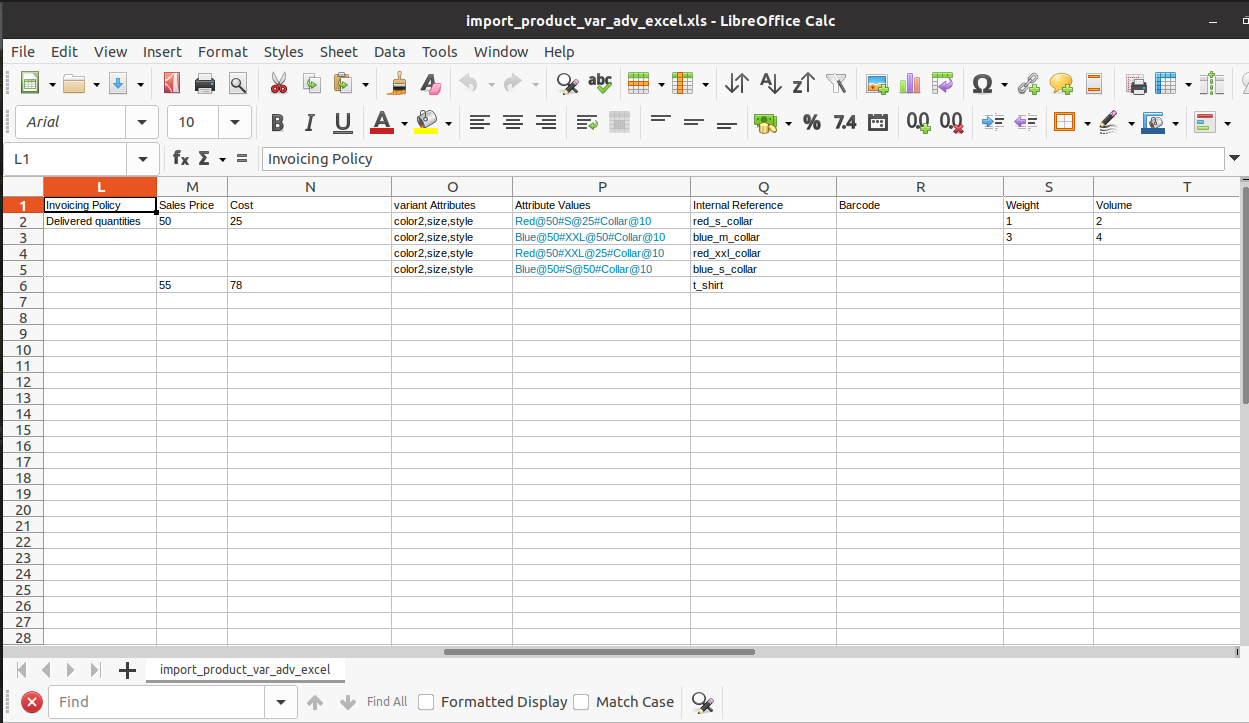 import_product_var_adv_excel.xls - LibreOffice Calc
File Edit View Insert Format Styles Sheet Data Tools Window Help
abc Ω
Arial 10 B I U A % 7.4 00 00
L1 fx Σ = Invoicing Policy
L M N O P Q R S T
1 Invoicing Policy Sales Price Cost variant Attributes Attribute Values Internal Reference Barcode Weight Volume
2 Delivered quantities 50 25 color2,size,style Red@50#S@25#Collar@10 red_s_collar 1 2
3 color2,size,style Blue@50#XXL@50#Collar@10 blue_m_collar 3 4
4 color2,size,style Red@50#XXL@25#Collar@10 red_xxl_collar
5 color2,size,style Blue@50#S@50#Collar@10 blue_s_collar
6 55 78 t_shirt
7
8
9
10
11
12
13
14
15
16
17
18
19
20
21
22
23
24
25
26
27
28
import_product_var_adv_excel
Find Find All Formatted Display Match Case